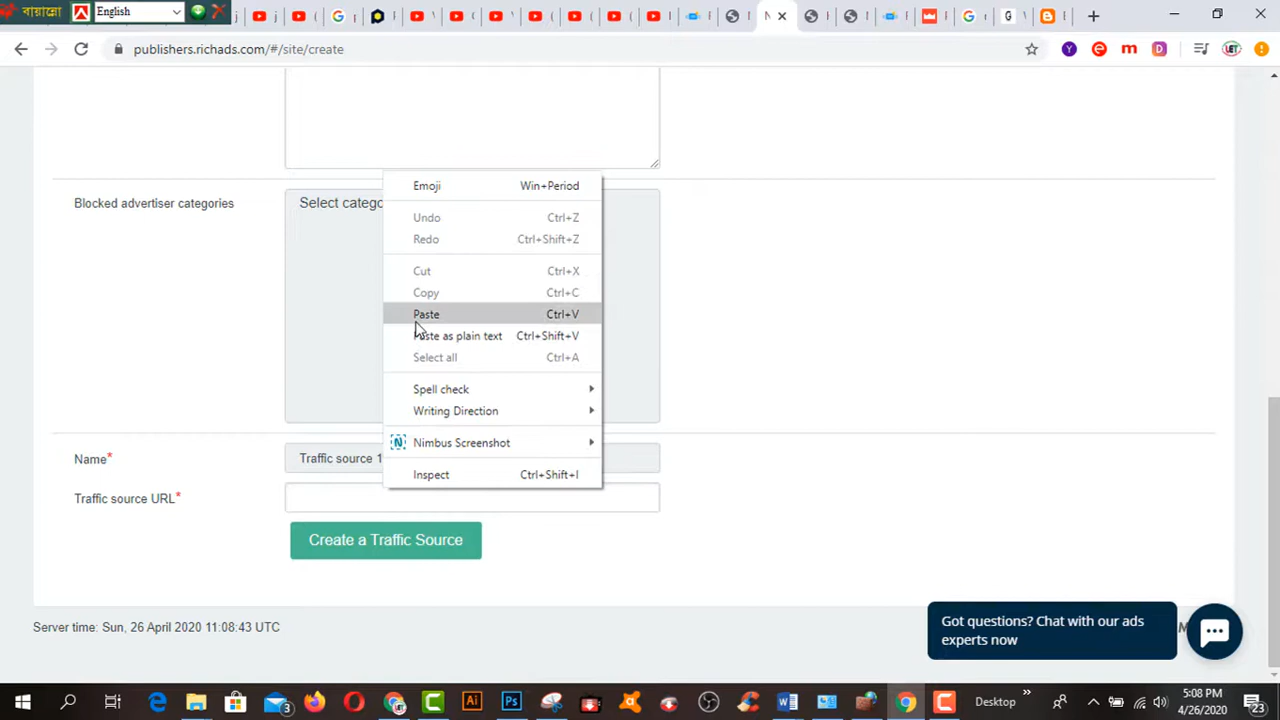 বায়ান্নো
English
publishers.richads.com/#/site/create
Emoji Win+Period
Undo Ctrl+Z
Redo Ctrl+Shift+Z
Cut Ctrl+X
Copy Ctrl+C
Paste Ctrl+V
Paste as plain text Ctrl+Shift+V
Select all Ctrl+A
Spell check
Writing Direction
Nimbus Screenshot
Inspect Ctrl+Shift+I
Blocked advertiser categories
Select catego
Name*
Traffic source 1
Traffic source URL*
Create a Traffic Source
Got questions? Chat with our ads
experts now
Server time: Sun, 26 April 2020 11:08:43 UTC
Desktop
5:08 PM
4/26/2020
23